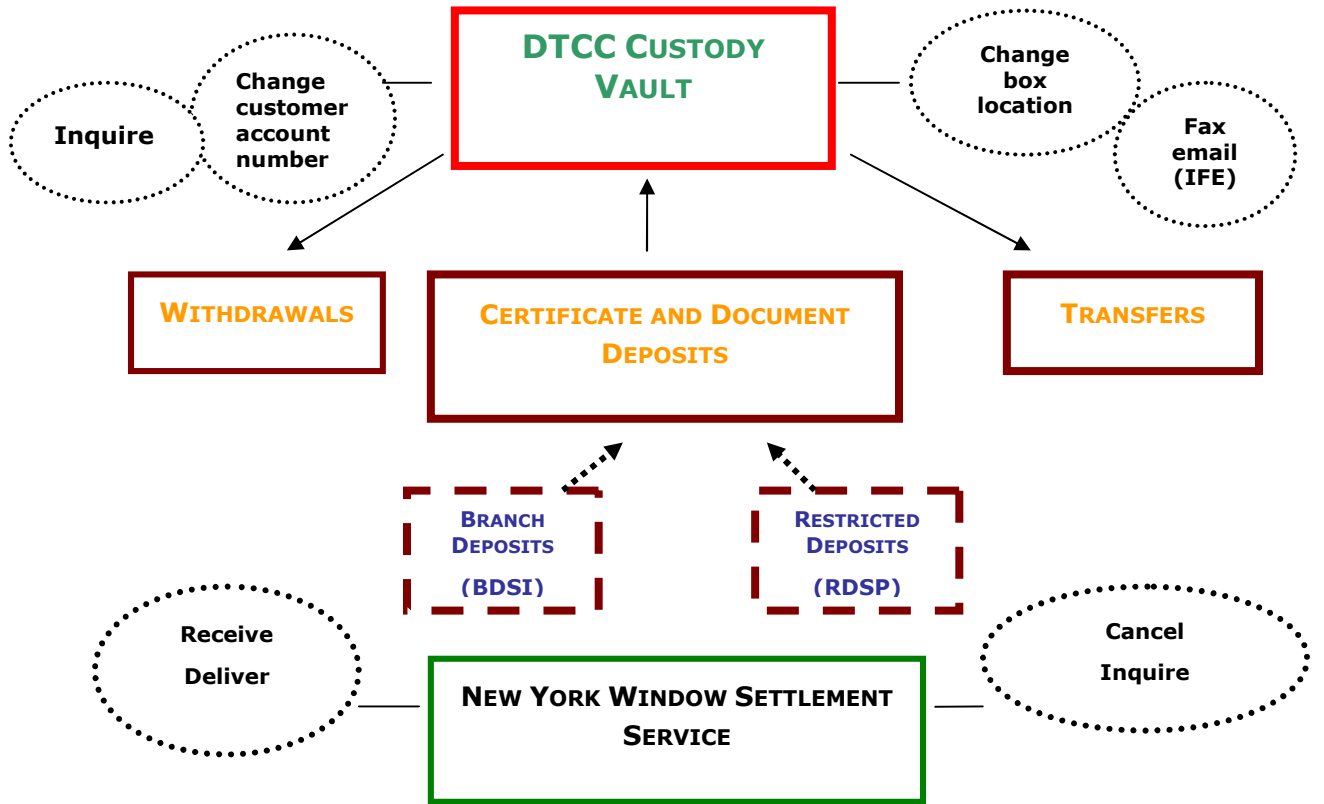 DTCC CUSTODY
VAULT
Change
customer
account
number
Inquire
Change
box
location
Fax
email
(IFE)
WITHDRAWALS
CERTIFICATE AND DOCUMENT
DEPOSITS
TRANSFERS
BRANCH
DEPOSITS
(BDSI)
RESTRICTED
DEPOSITS
(RDSP)
Receive
Deliver
NEW YORK WINDOW SETTLEMENT
SERVICE
Cancel
Inquire